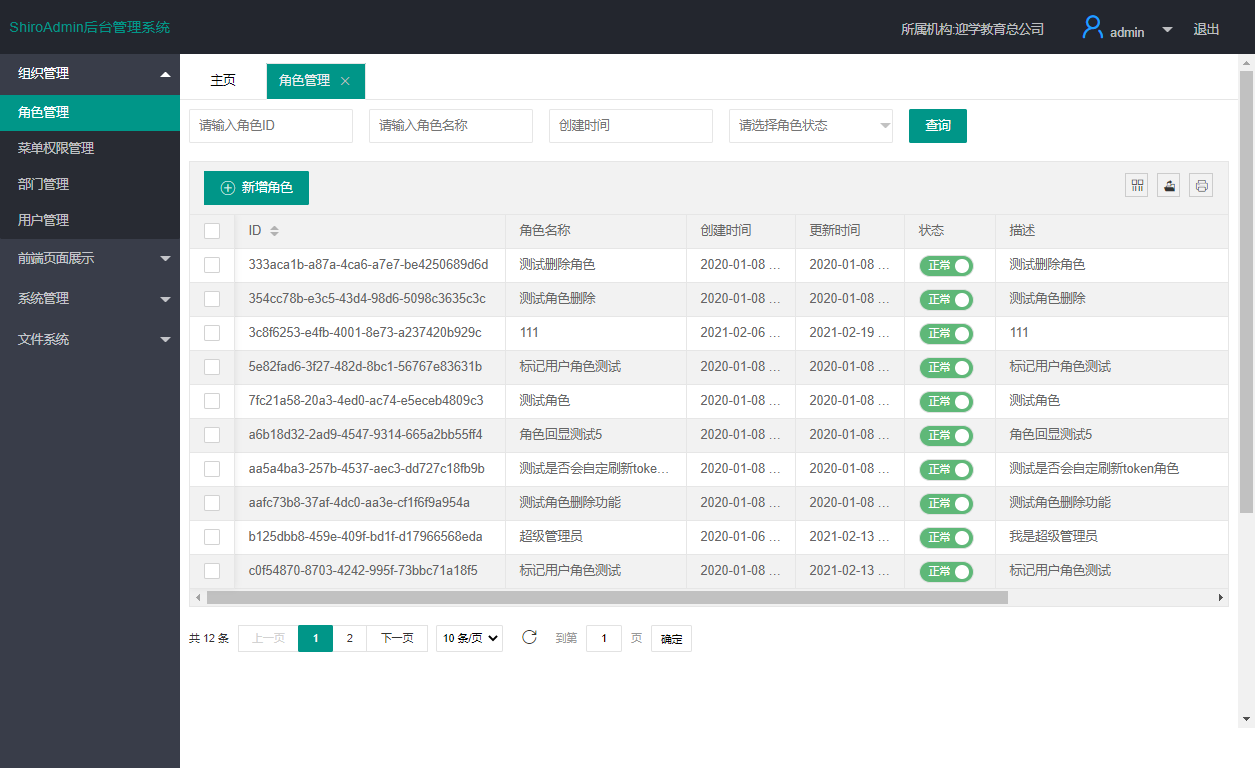 ShiroAdmin后台管理系统
所属机构:迎学教育总公司 admin 退出
组织管理
角色管理
菜单权限管理
部门管理
用户管理
前端页面展示
系统管理
文件系统
主页 角色管理
请输入角色ID 请输入角色名称 创建时间 请选择角色状态 查询
新增角色
ID 角色名称 创建时间 更新时间 状态 描述
333aca1b-a87a-4ca6-a7e7-be4250689d6d 测试删除角色 2020-01-08 ... 2020-01-08 ... 正常 测试删除角色
354cc78b-e3c5-43d4-98d6-5098c3635c3c 测试角色删除 2020-01-08 ... 2020-01-08 ... 正常 测试角色删除
3c8f6253-e4fb-4001-8e73-a237420b929c 111 2021-02-06 ... 2021-02-19 ... 正常 111
5e82fad6-3f27-482d-8bc1-56767e83631b 标记用户角色测试 2020-01-08 ... 2020-01-08 ... 正常 标记用户角色测试
7fc21a58-20a3-4ed0-ac74-e5eceb4809c3 测试角色 2020-01-08 ... 2020-01-08 ... 正常 测试角色
a6b18d32-2ad9-4547-9314-665a2bb55ff4 角色回显测试5 2020-01-08 ... 2020-01-08 ... 正常 角色回显测试5
aa5a4ba3-257b-4537-aec3-dd727c18fb9b 测试是否会自定刷新toke... 2020-01-08 ... 2020-01-08 ... 正常 测试是否会自定刷新token角色
aafc73b8-37af-4dc0-aa3e-cf1f6f9a954a 测试角色删除功能 2020-01-08 ... 2020-01-08 ... 正常 测试角色删除功能
b125dbb8-459e-409f-bd1f-d17966568eda 超级管理员 2020-01-06 ... 2021-02-13 ... 正常 我是超级管理员
c0f54870-8703-4242-995f-73bbc71a18f5 标记用户角色测试 2020-01-08 ... 2021-02-13 ... 正常 标记用户角色测试
共 12 条 上一页 1 2 下一页 10 条/页 到第 1 页 确定